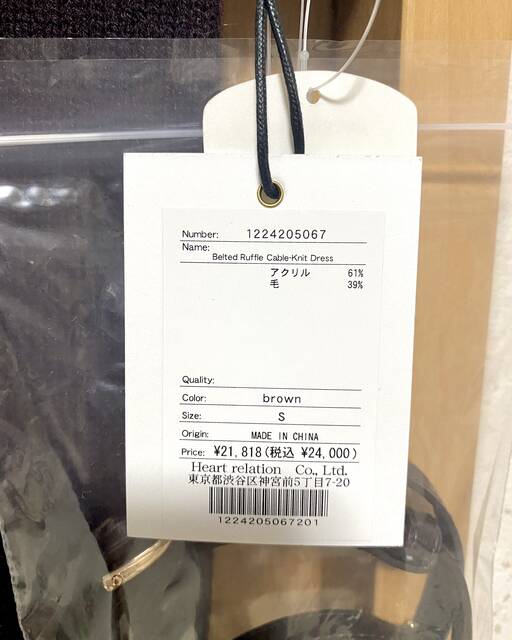 Number: 1224205067
Name:
Belted Ruffle Cable-Knit Dress
アクリル 61%
毛 39%
Quality:
Color: brown
Size: S
Origin: MADE IN CHINA
Price: ¥21,818(税込 ¥24,000)
Heart relation Co., Ltd.
東京都渋谷区神宮前5丁目7-20
1224205067201